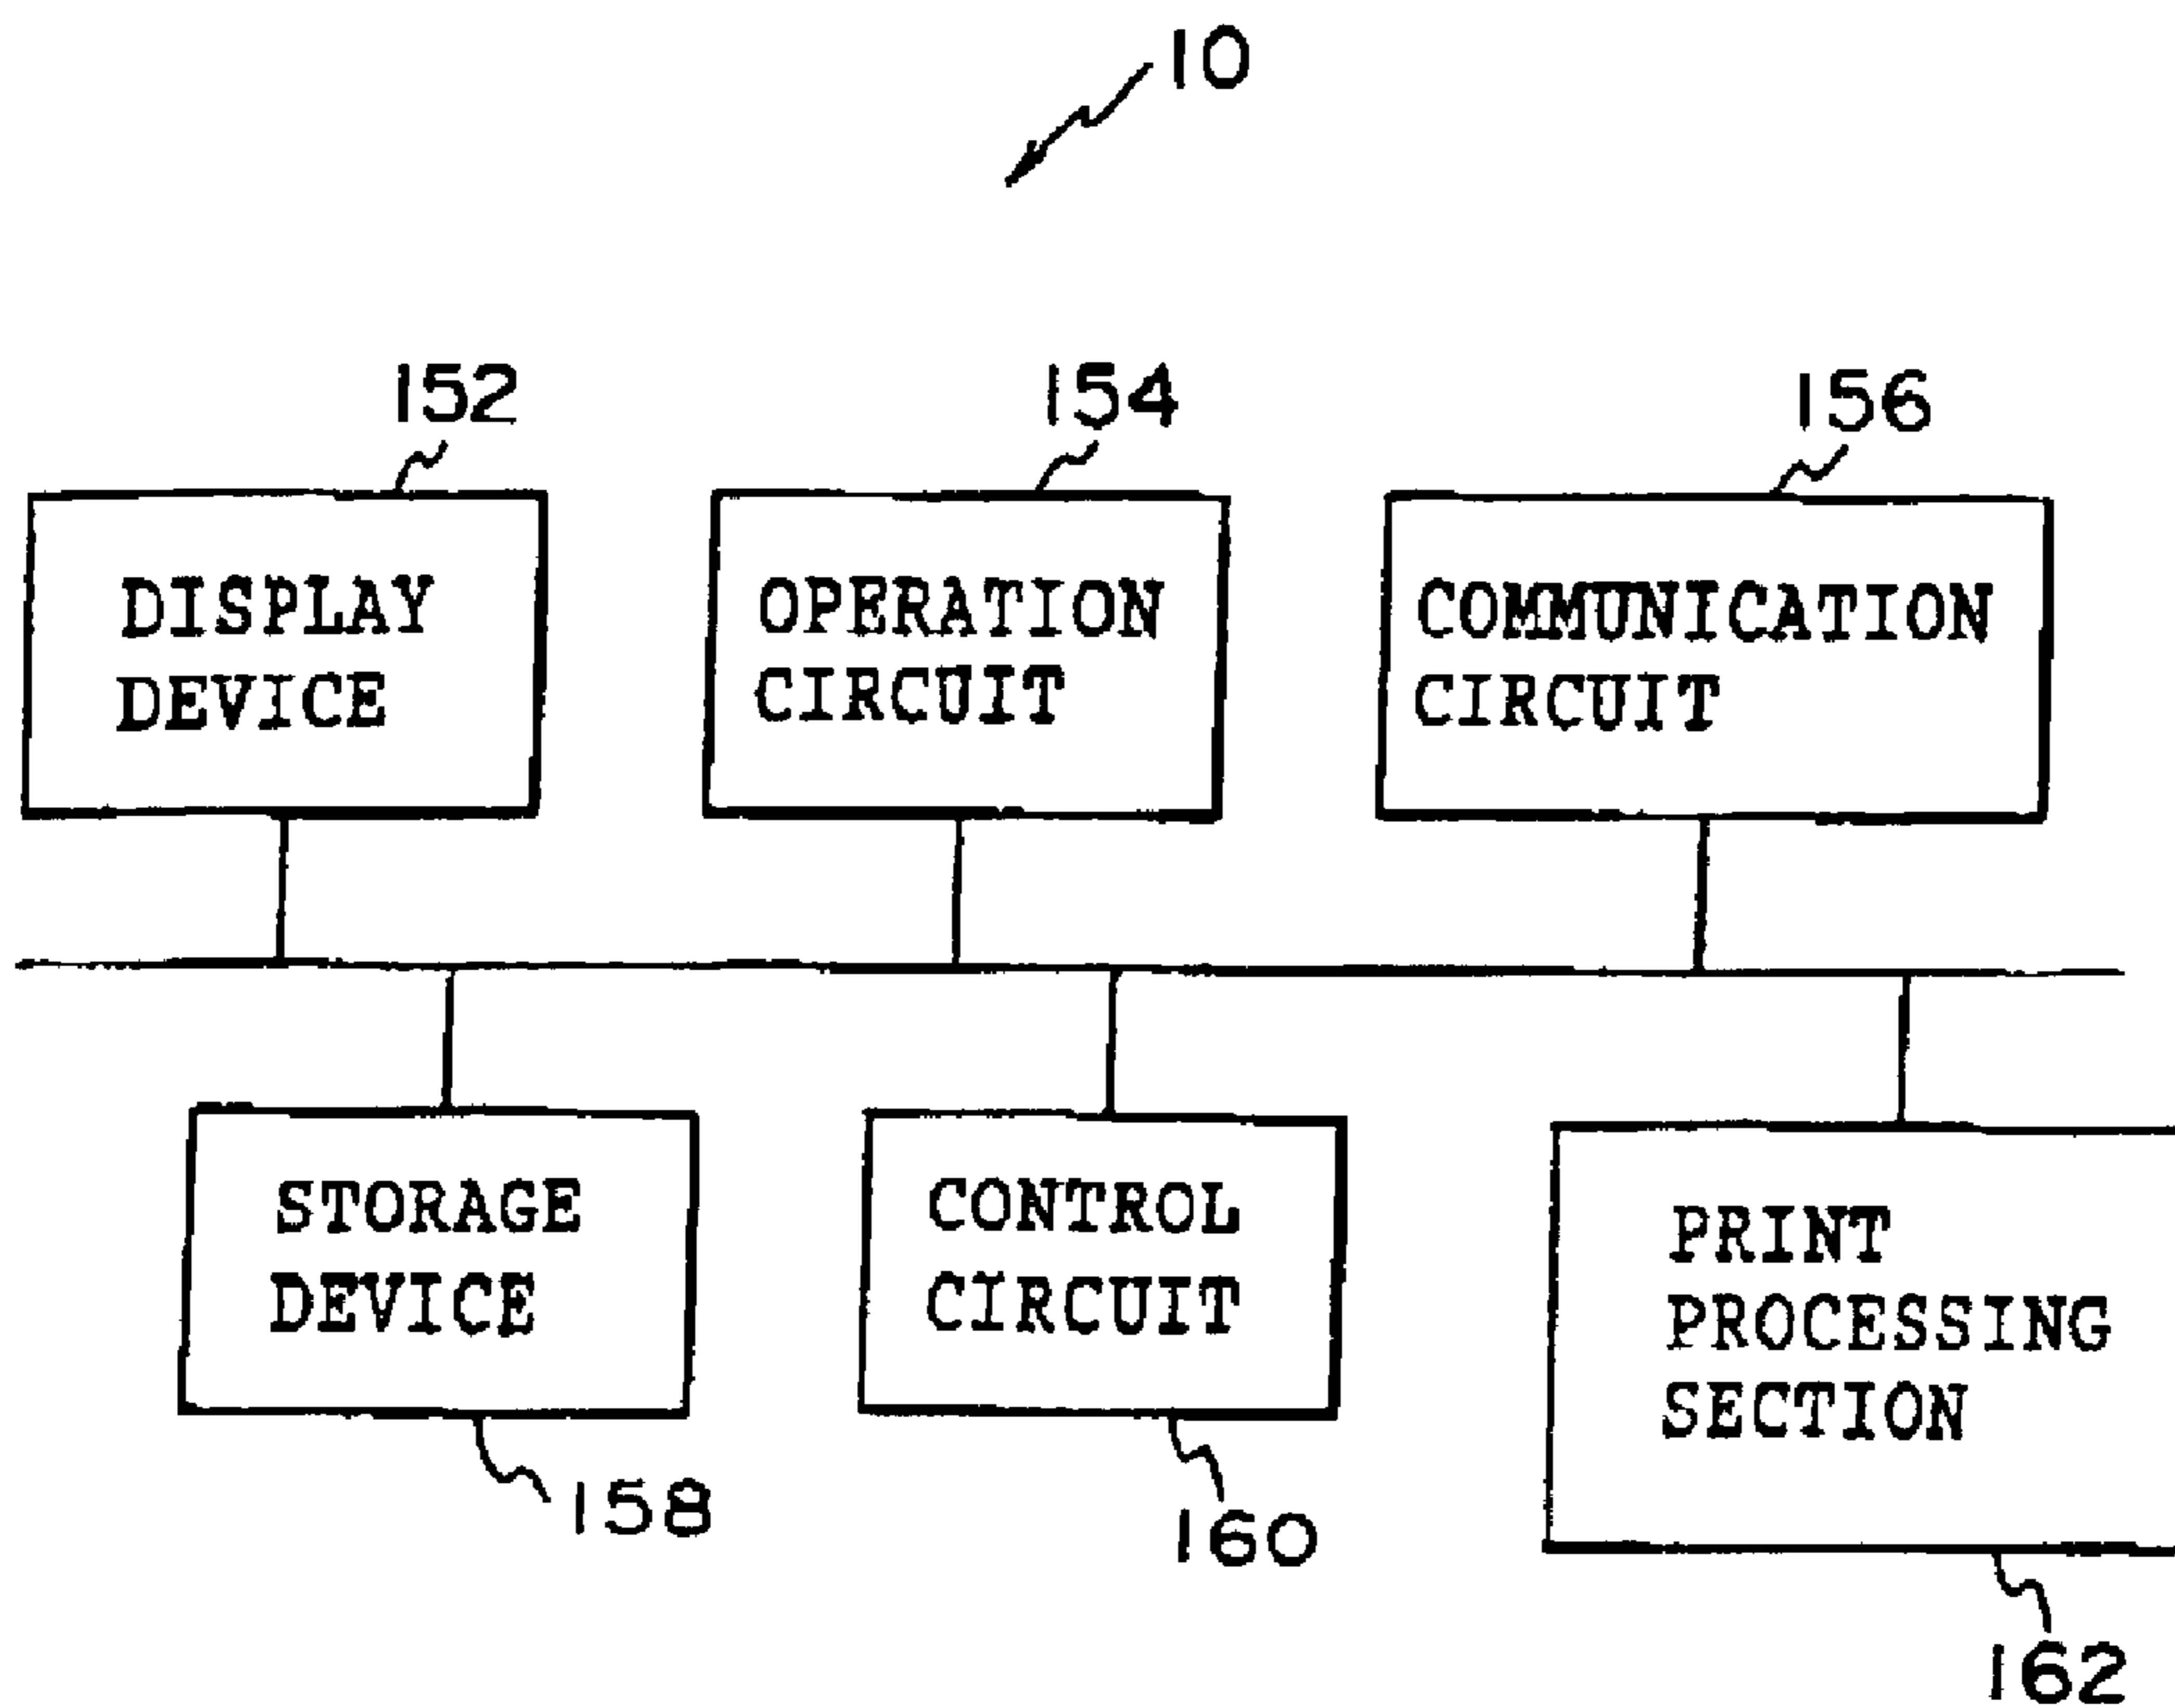 10
152
154
156
DISPLAY
DEVICE
OPERATION
CIRCUIT
COMMUNICATION
CIRCUIT
STORAGE
DEVICE
CONTROL
CIRCUIT
PRINT
PROCESSING
SECTION
158
160
162